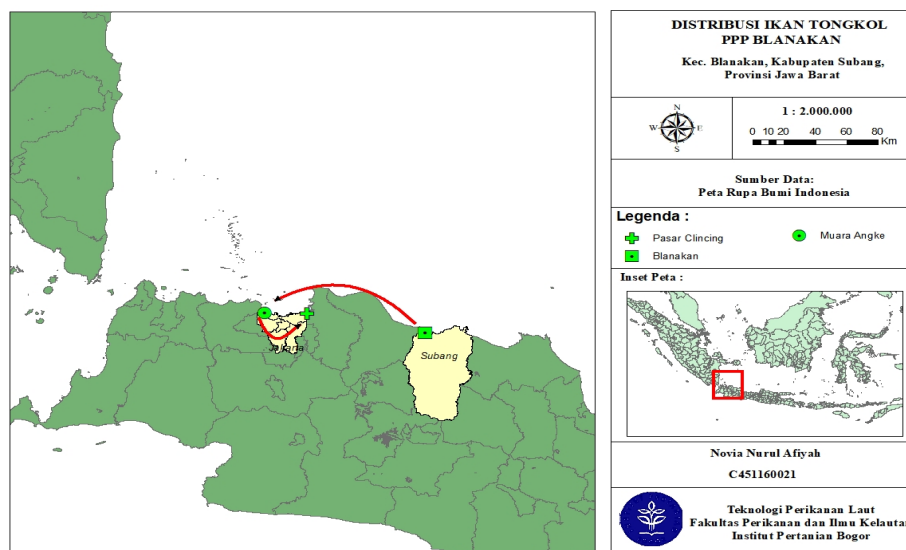 DISTRIBUSI IKAN TONGKOL
PPP BLANAKAN
Kec. Blanakan, Kabupaten Subang,
Provinsi Jawa Barat
N
W E
S
1 : 2.000.000
0 10 20 40 60 80
Km
Sumber Data:
Peta Rupa Bumi Indonesia
Legenda :
Pasar Clincing
Muara Angke
Blanakan
Inset Peta :
Subang
Novia Nurul Afiyah
C451160021
Teknologi Perikanan Laut
Fakultas Perikanan dan Ilmu Kelautan
Institut Pertanian Bogor